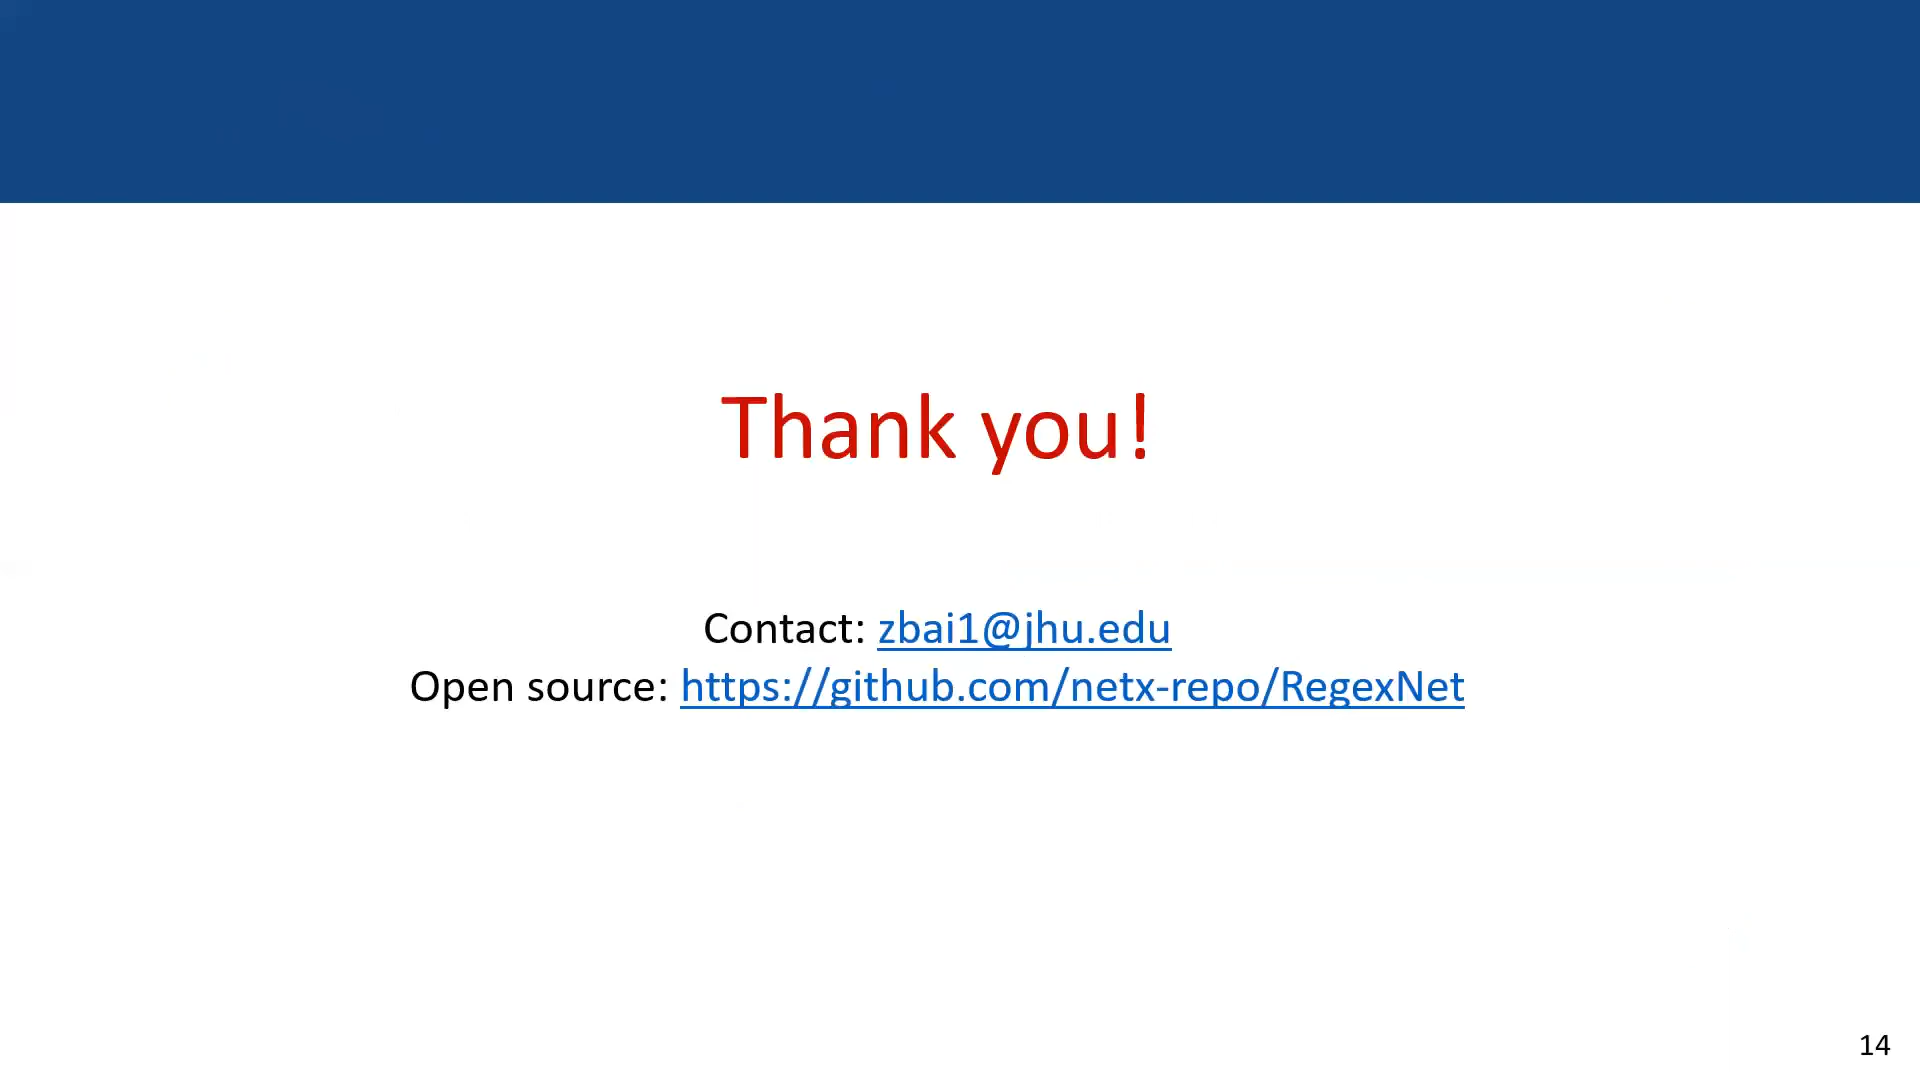 Thank you!
Contact: zbai1@jhu.edu
Open source: https://github.com/netx-repo/RegexNet
14